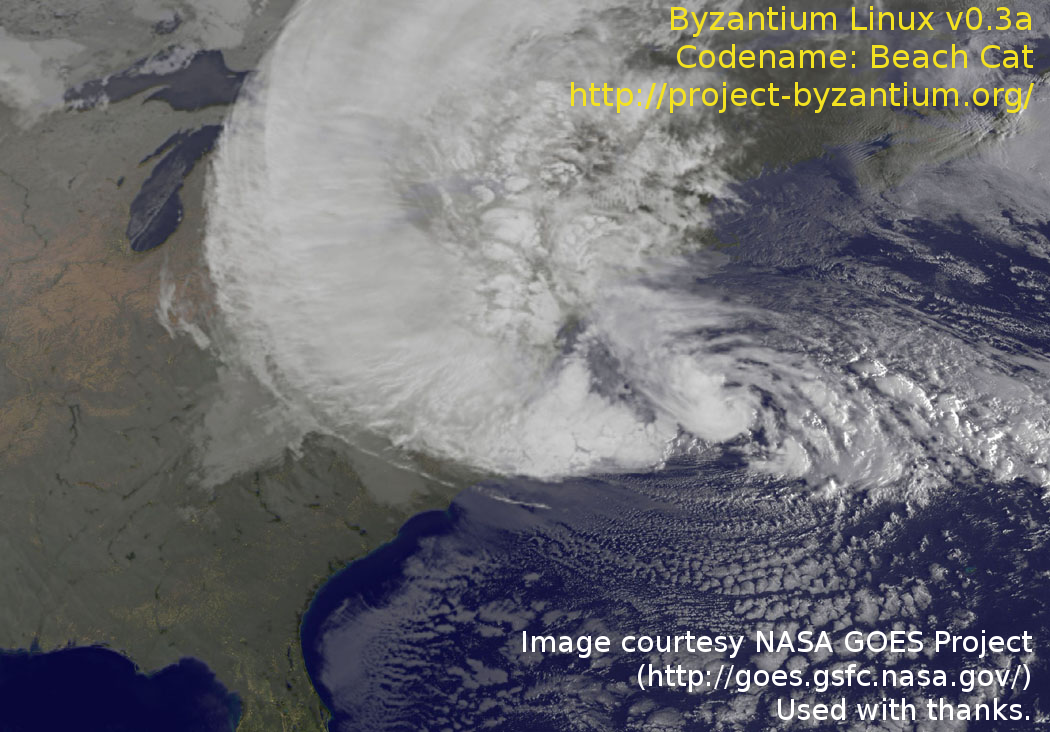 Byzantium Linux v0.3a
Codename: Beach Cat
http://project-byzantium.org/
Image courtesy NASA GOES Project
(http://goes.gsfc.nasa.gov/)
Used with thanks.